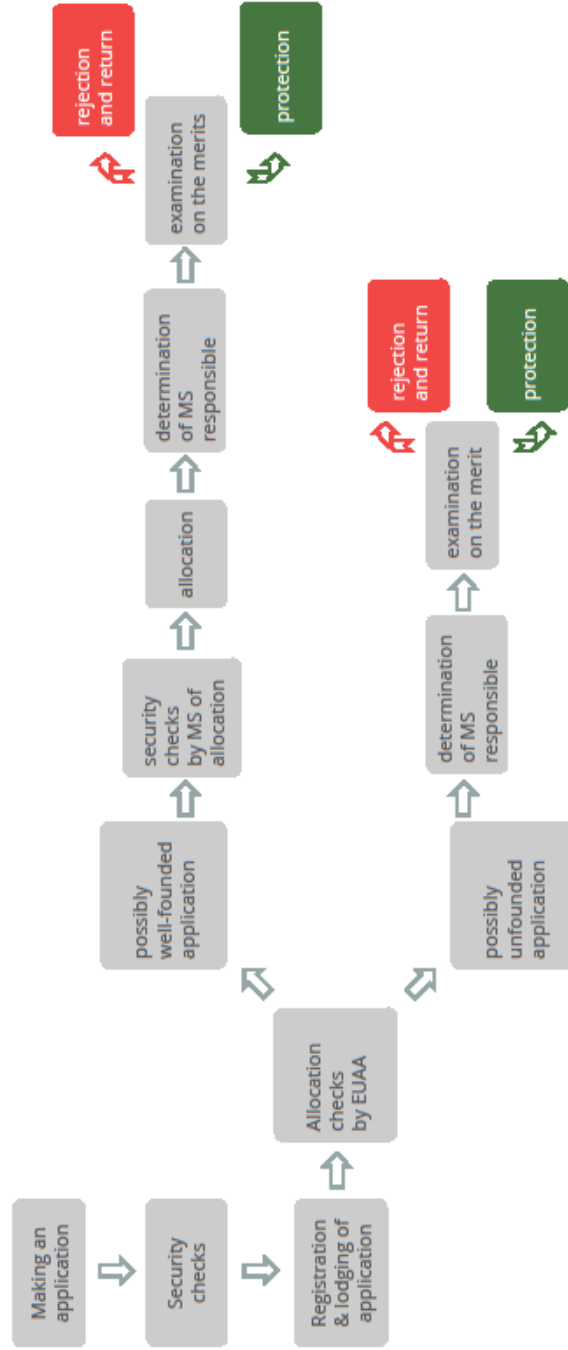 Making an
application
Security
checks
Registration
& lodging of
application
Allocation
checks
by EUAA
possibly
well-founded
application
security
checks
by MS of
allocation
allocation
determination
of MS
responsible
examination
on the merits
rejection
and return
protection
possibly
unfounded
application
determination
of MS
responsible
examination
on the merit
rejection
and return
protection